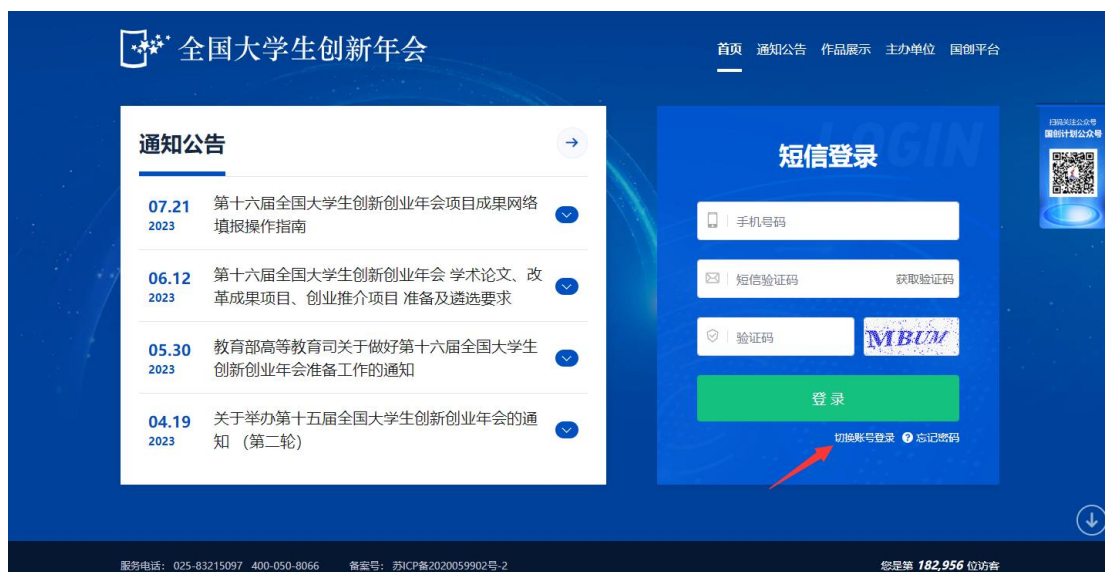 全国大学生创新年会
首页 通知公告 作品展示 主办单位 国创平台
通知公告
07.21
2023
第十六届全国大学生创新创业年会项目成果网络
填报操作指南
06.12
2023
第十六届全国大学生创新创业年会 学术论文、改
革成果项目、创业推介项目 准备及遴选要求
05.30
2023
教育部高等教育司关于做好第十六届全国大学生
创新创业年会准备工作的通知
04.19
2023
关于举办第十五届全国大学生创新创业年会的通
知 （第二轮）
LOGIN
短信登录
手机号码
短信验证码 获取验证码
验证码 MBUM
登 录
切换账号登录 ? 忘记密码
扫码关注公众号
国创计划公众号
服务电话： 025-83215097 400-050-8066 备案号： 苏ICP备2020059902号-2
您是第 182,956 位访客